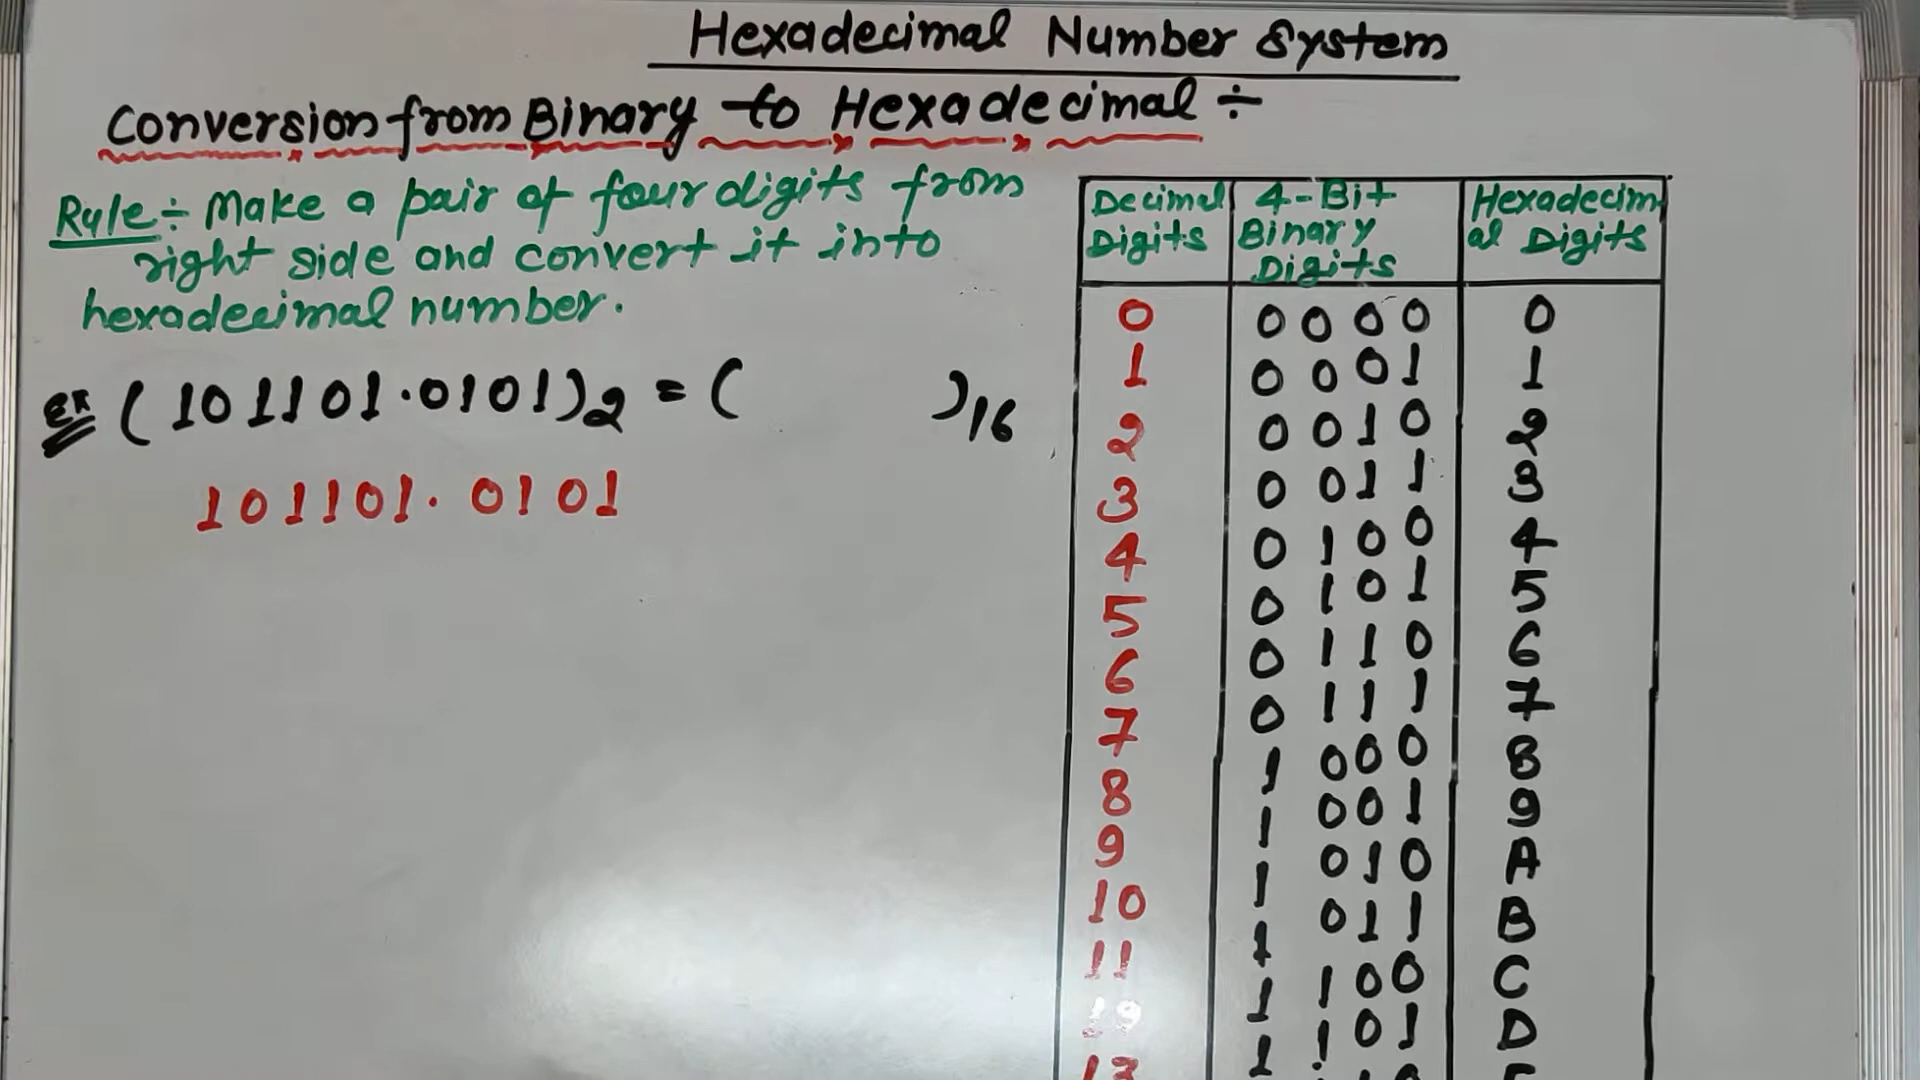 Hexadecimal Number System
Conversion from Binary to Hexadecimal ÷
Rule ÷ Make a pair of four digits from
right side and convert it into
hexadecimal number.
ex (101101.0101)2 = ( )16
101101.0101
Decimal Digits 4-Bit Binary Digits Hexadecimal Digits
0 0000 0
1 0001 1
2 0010 2
3 0011 3
4 0100 4
5 0101 5
6 0110 6
7 0111 7
8 1000 8
9 1001 9
10 1010 A
11 1011 B
1100 C
13 1101 D